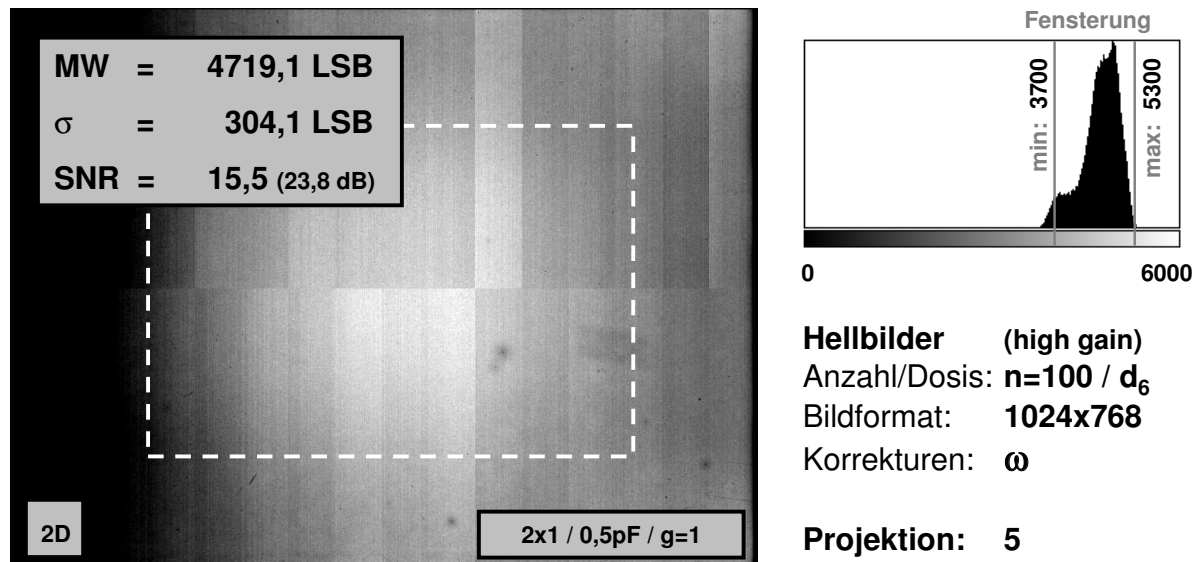 MW = 4719,1 LSB
σ = 304,1 LSB
SNR = 15,5 (23,8 dB)
2D
2x1 / 0,5pF / g=1
Fensterung
min: 3700
max: 5300
0 6000
Hellbilder (high gain)
Anzahl/Dosis: n=100 / d6
Bildformat: 1024x768
Korrekturen: ω
Projektion: 5